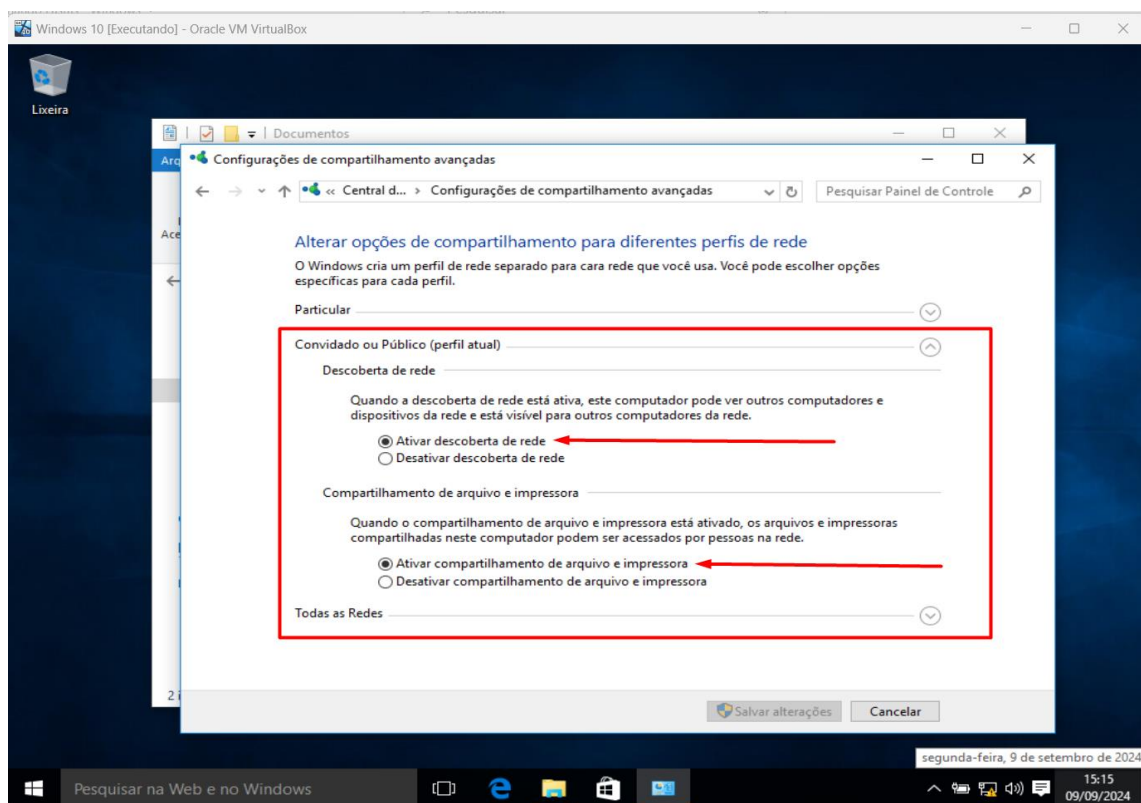 Windows 10 [Executando] - Oracle VM VirtualBox
Lixeira
Documentos
Arq
Configurações de compartilhamento avançadas
Central d... > Configurações de compartilhamento avançadas
Pesquisar Painel de Controle
Ace
Alterar opções de compartilhamento para diferentes perfis de rede
O Windows cria um perfil de rede separado para cara rede que você usa. Você pode escolher opções
específicas para cada perfil.
Particular
Convidado ou Público (perfil atual)
Descoberta de rede
Quando a descoberta de rede está ativa, este computador pode ver outros computadores e
dispositivos da rede e está visível para outros computadores da rede.
Ativar descoberta de rede
Desativar descoberta de rede
Compartilhamento de arquivo e impressora
Quando o compartilhamento de arquivo e impressora está ativado, os arquivos e impressoras
compartilhadas neste computador podem ser acessados por pessoas na rede.
Ativar compartilhamento de arquivo e impressora
Desativar compartilhamento de arquivo e impressora
Todas as Redes
2 i
Salvar alterações
Cancelar
segunda-feira, 9 de setembro de 2024
Pesquisar na Web e no Windows
15:15
09/09/2024